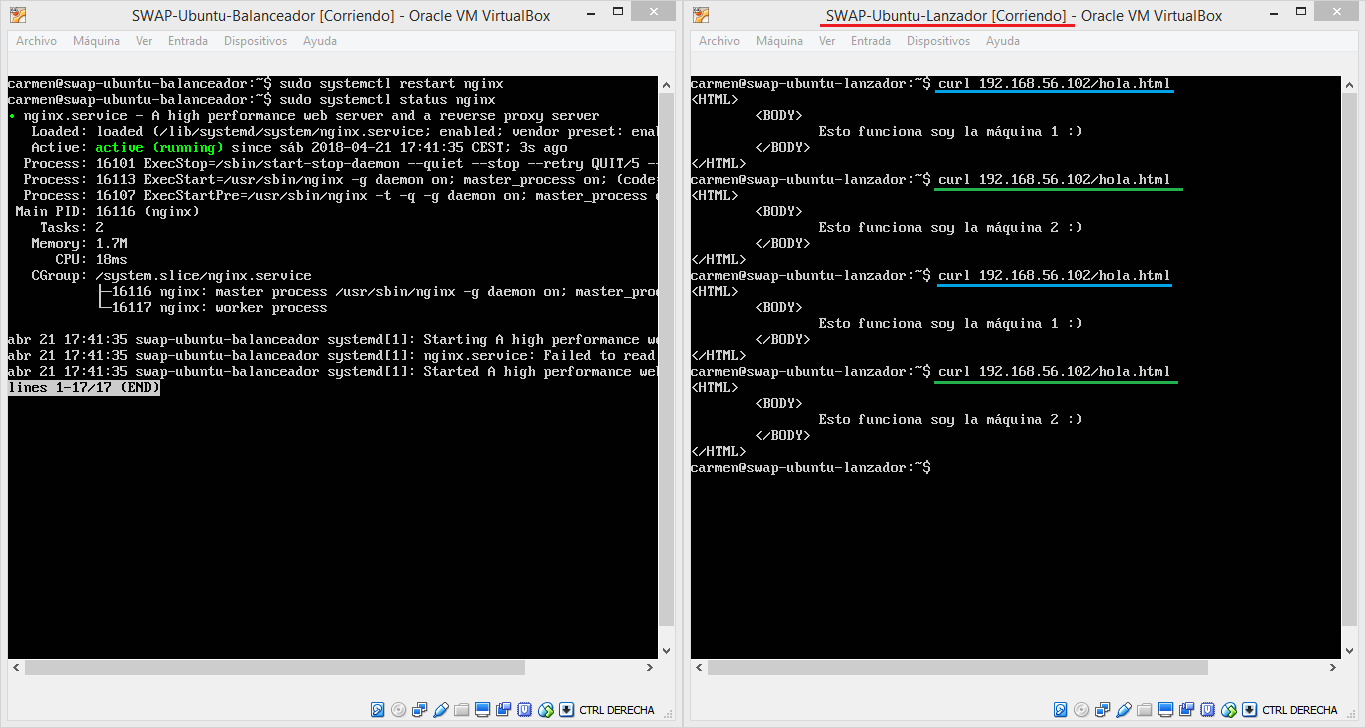 SWAP-Ubuntu-Balanceador [Corriendo] - Oracle VM VirtualBox
Archivo Máquina Ver Entrada Dispositivos Ayuda
carmen@swap-ubuntu-balanceador:~$ sudo systemctl restart nginx
carmen@swap-ubuntu-balanceador:~$ sudo systemctl status nginx
● nginx.service - A high performance web server and a reverse proxy server
Loaded: loaded (/lib/systemd/system/nginx.service; enabled; vendor preset: enab
Active: active (running) since sáb 2018-04-21 17:41:35 CEST; 3s ago
Process: 16101 ExecStop=/sbin/start-stop-daemon --quiet --stop --retry QUIT/5 --
Process: 16113 ExecStart=/usr/sbin/nginx -g daemon on; master_process on; (code=
Process: 16107 ExecStartPre=/usr/sbin/nginx -t -q -g daemon on; master_process o
Main PID: 16116 (nginx)
Tasks: 2
Memory: 1.7M
CPU: 18ms
CGroup: /system.slice/nginx.service
├─16116 nginx: master process /usr/sbin/nginx -g daemon on; master_proc
└─16117 nginx: worker process
abr 21 17:41:35 swap-ubuntu-balanceador systemd[1]: Starting A high performance we
abr 21 17:41:35 swap-ubuntu-balanceador systemd[1]: nginx.service: Failed to read
abr 21 17:41:35 swap-ubuntu-balanceador systemd[1]: Started A high performance web
lines 1-17/17 (END)
CTRL DERECHA
SWAP-Ubuntu-Lanzador [Corriendo] - Oracle VM VirtualBox
Archivo Máquina Ver Entrada Dispositivos Ayuda
carmen@swap-ubuntu-lanzador:~$ curl 192.168.56.102/hola.html
<HTML>
<BODY>
Esto funciona soy la máquina 1 :)
</BODY>
</HTML>
carmen@swap-ubuntu-lanzador:~$ curl 192.168.56.102/hola.html
<HTML>
<BODY>
Esto funciona soy la máquina 2 :)
</BODY>
</HTML>
carmen@swap-ubuntu-lanzador:~$ curl 192.168.56.102/hola.html
<HTML>
<BODY>
Esto funciona soy la máquina 1 :)
</BODY>
</HTML>
carmen@swap-ubuntu-lanzador:~$ curl 192.168.56.102/hola.html
<HTML>
<BODY>
Esto funciona soy la máquina 2 :)
</BODY>
</HTML>
carmen@swap-ubuntu-lanzador:~$
CTRL DERECHA